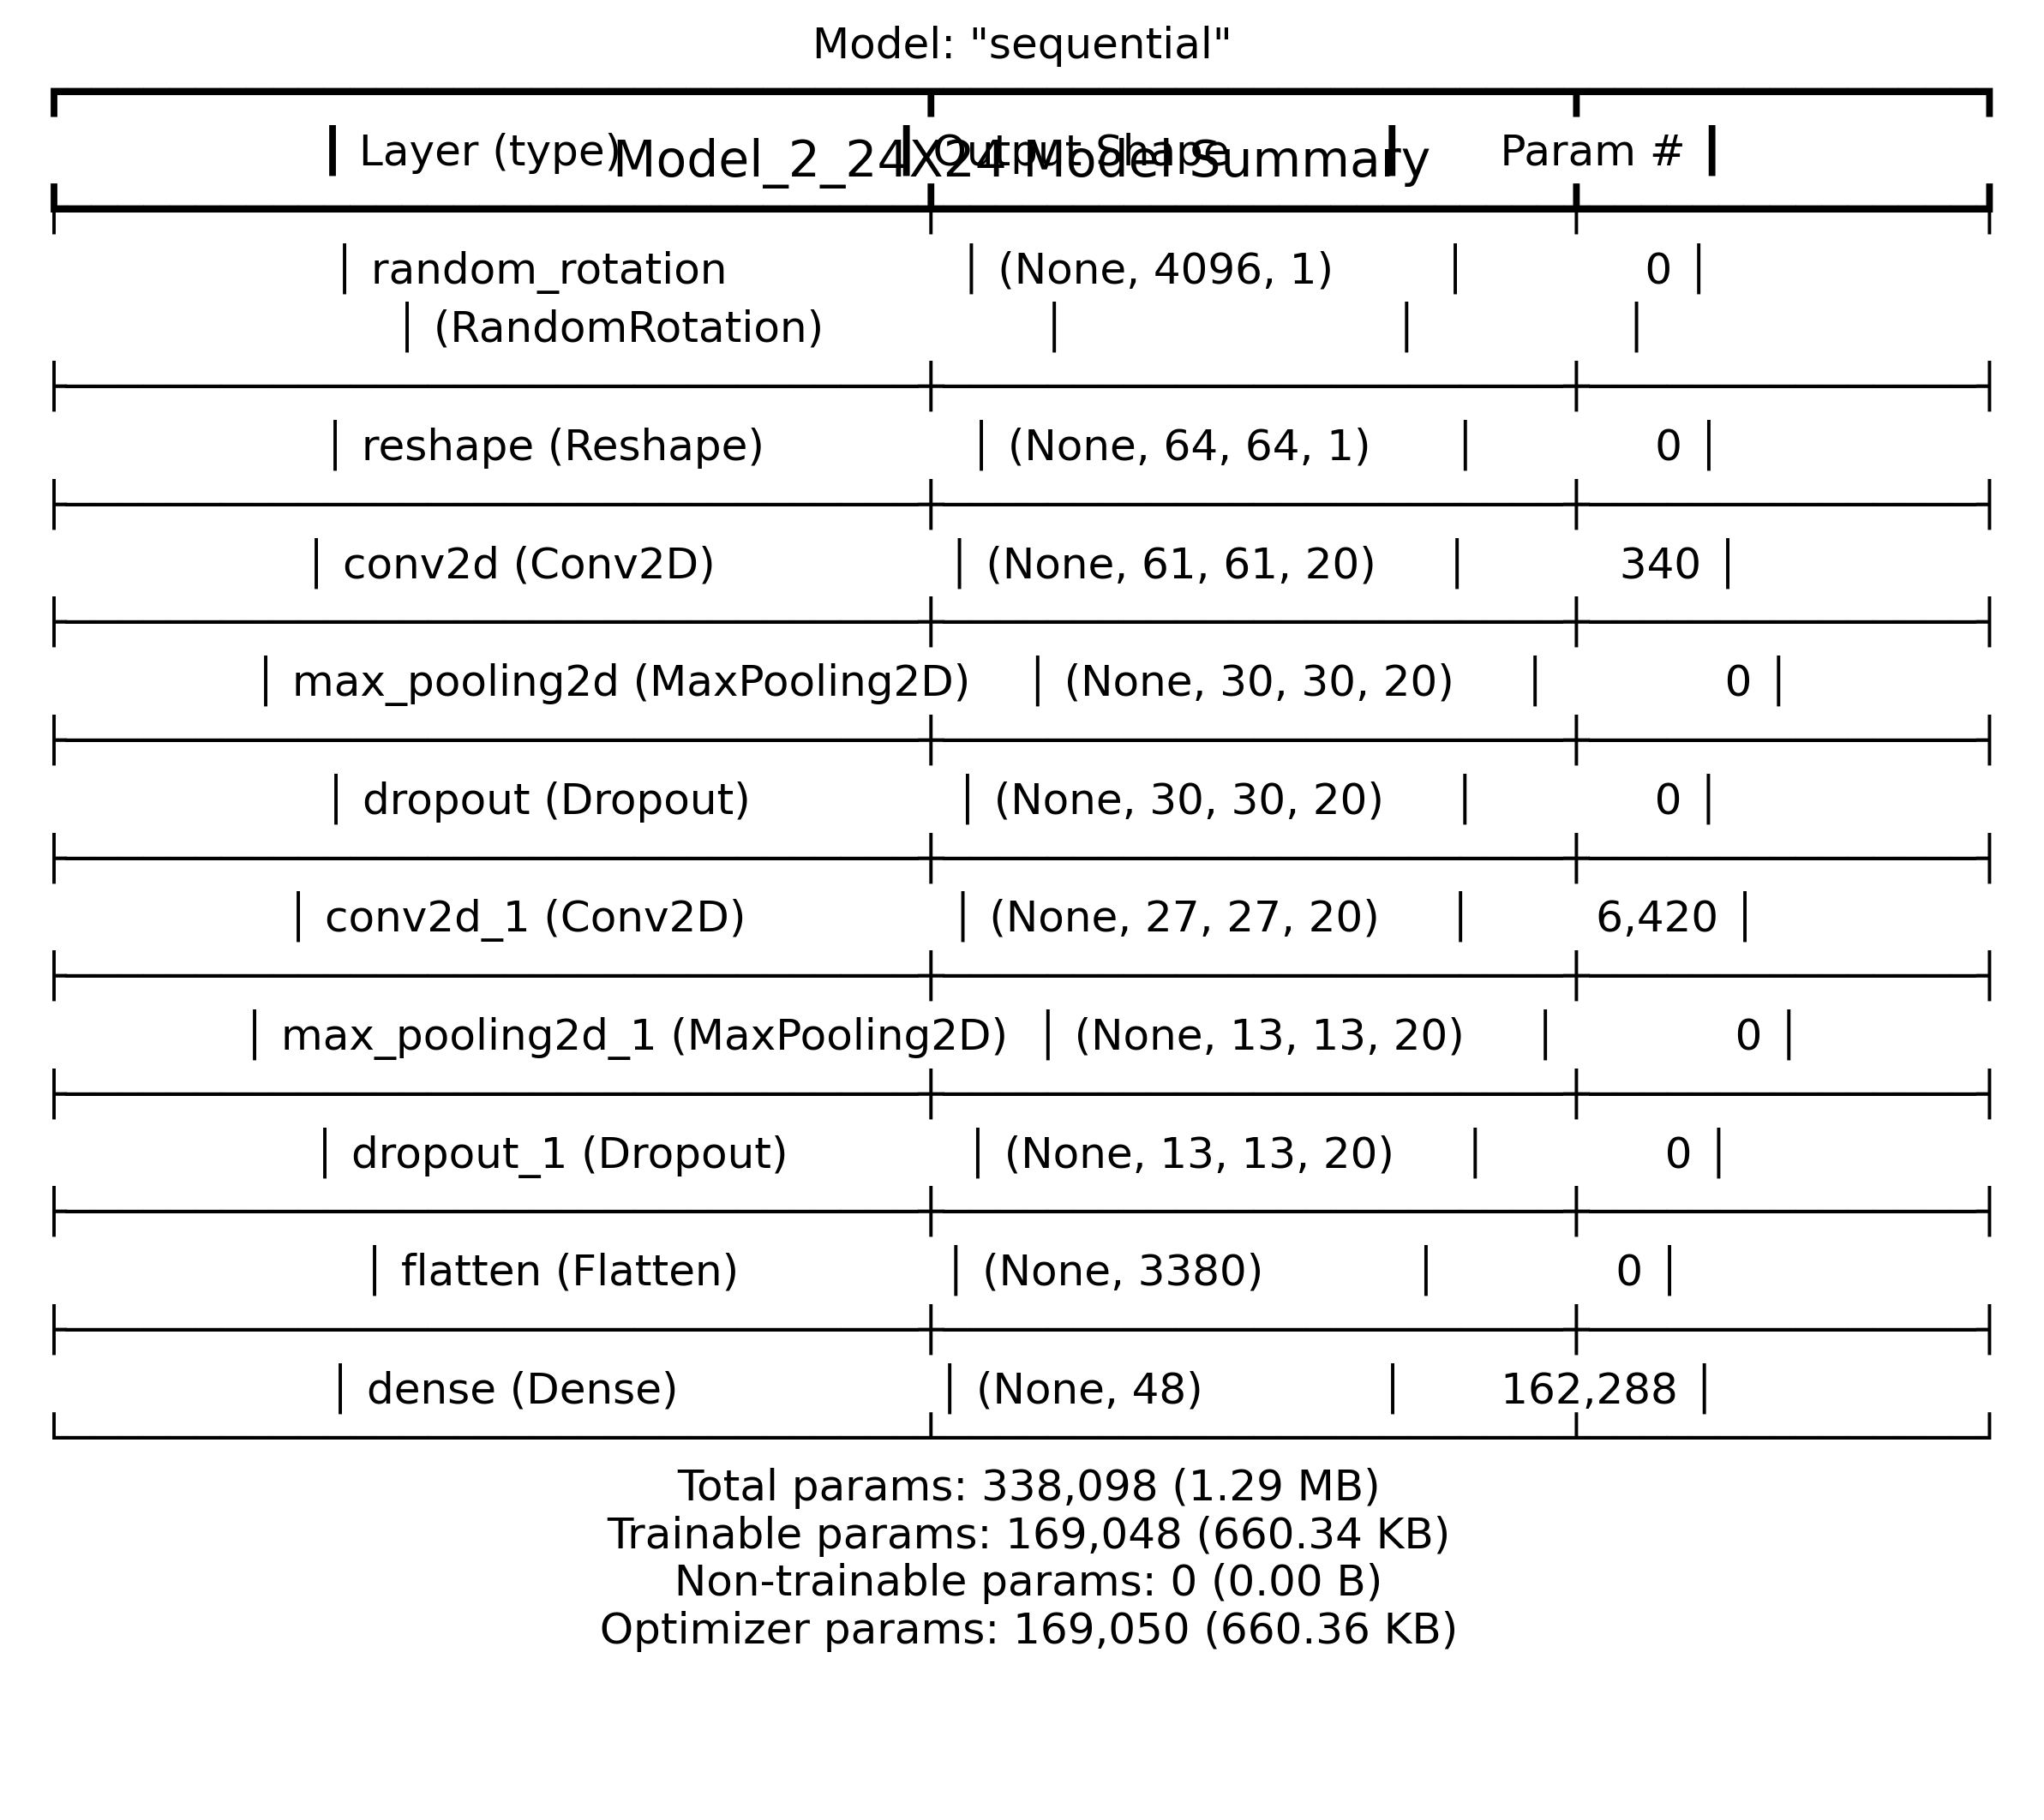 Model: "sequential"
┃ Layer (type) ┃ Output Shape ┃ Param # ┃
Model_2_24X24 Model Summary
│ random_rotation │ (None, 4096, 1) │ 0 │
│ (RandomRotation) │ │ │
│ reshape (Reshape) │ (None, 64, 64, 1) │ 0 │
│ conv2d (Conv2D) │ (None, 61, 61, 20) │ 340 │
│ max_pooling2d (MaxPooling2D) │ (None, 30, 30, 20) │ 0 │
│ dropout (Dropout) │ (None, 30, 30, 20) │ 0 │
│ conv2d_1 (Conv2D) │ (None, 27, 27, 20) │ 6,420 │
│ max_pooling2d_1 (MaxPooling2D) │ (None, 13, 13, 20) │ 0 │
│ dropout_1 (Dropout) │ (None, 13, 13, 20) │ 0 │
│ flatten (Flatten) │ (None, 3380) │ 0 │
│ dense (Dense) │ (None, 48) │ 162,288 │
Total params: 338,098 (1.29 MB)
Trainable params: 169,048 (660.34 KB)
Non-trainable params: 0 (0.00 B)
Optimizer params: 169,050 (660.36 KB)